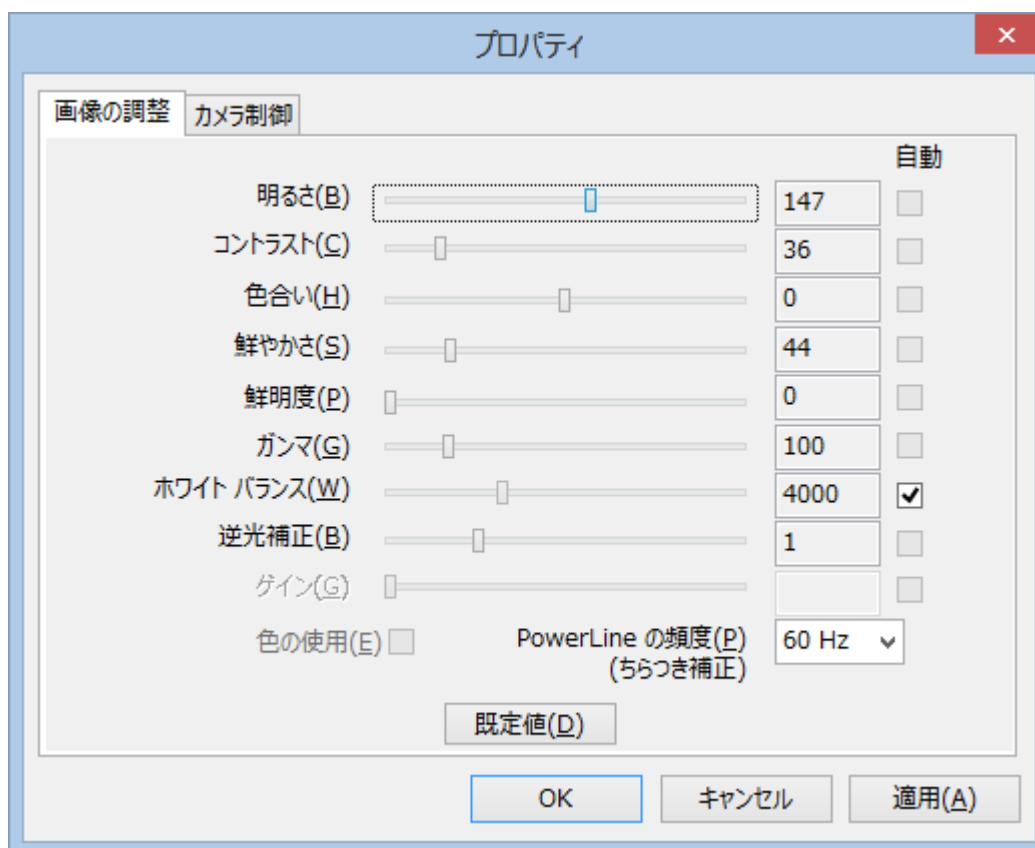 プロパティ
画像の調整 カメラ制御
自動
明るさ(B) 147
コントラスト(C) 36
色合い(H) 0
鮮やかさ(S) 44
鮮明度(P) 0
ガンマ(G) 100
ホワイト バランス(W) 4000
逆光補正(B) 1
ゲイン(G)
色の使用(E) PowerLine の頻度(P) 60 Hz
(ちらつき補正)
既定値(D)
OK キャンセル 適用(A)